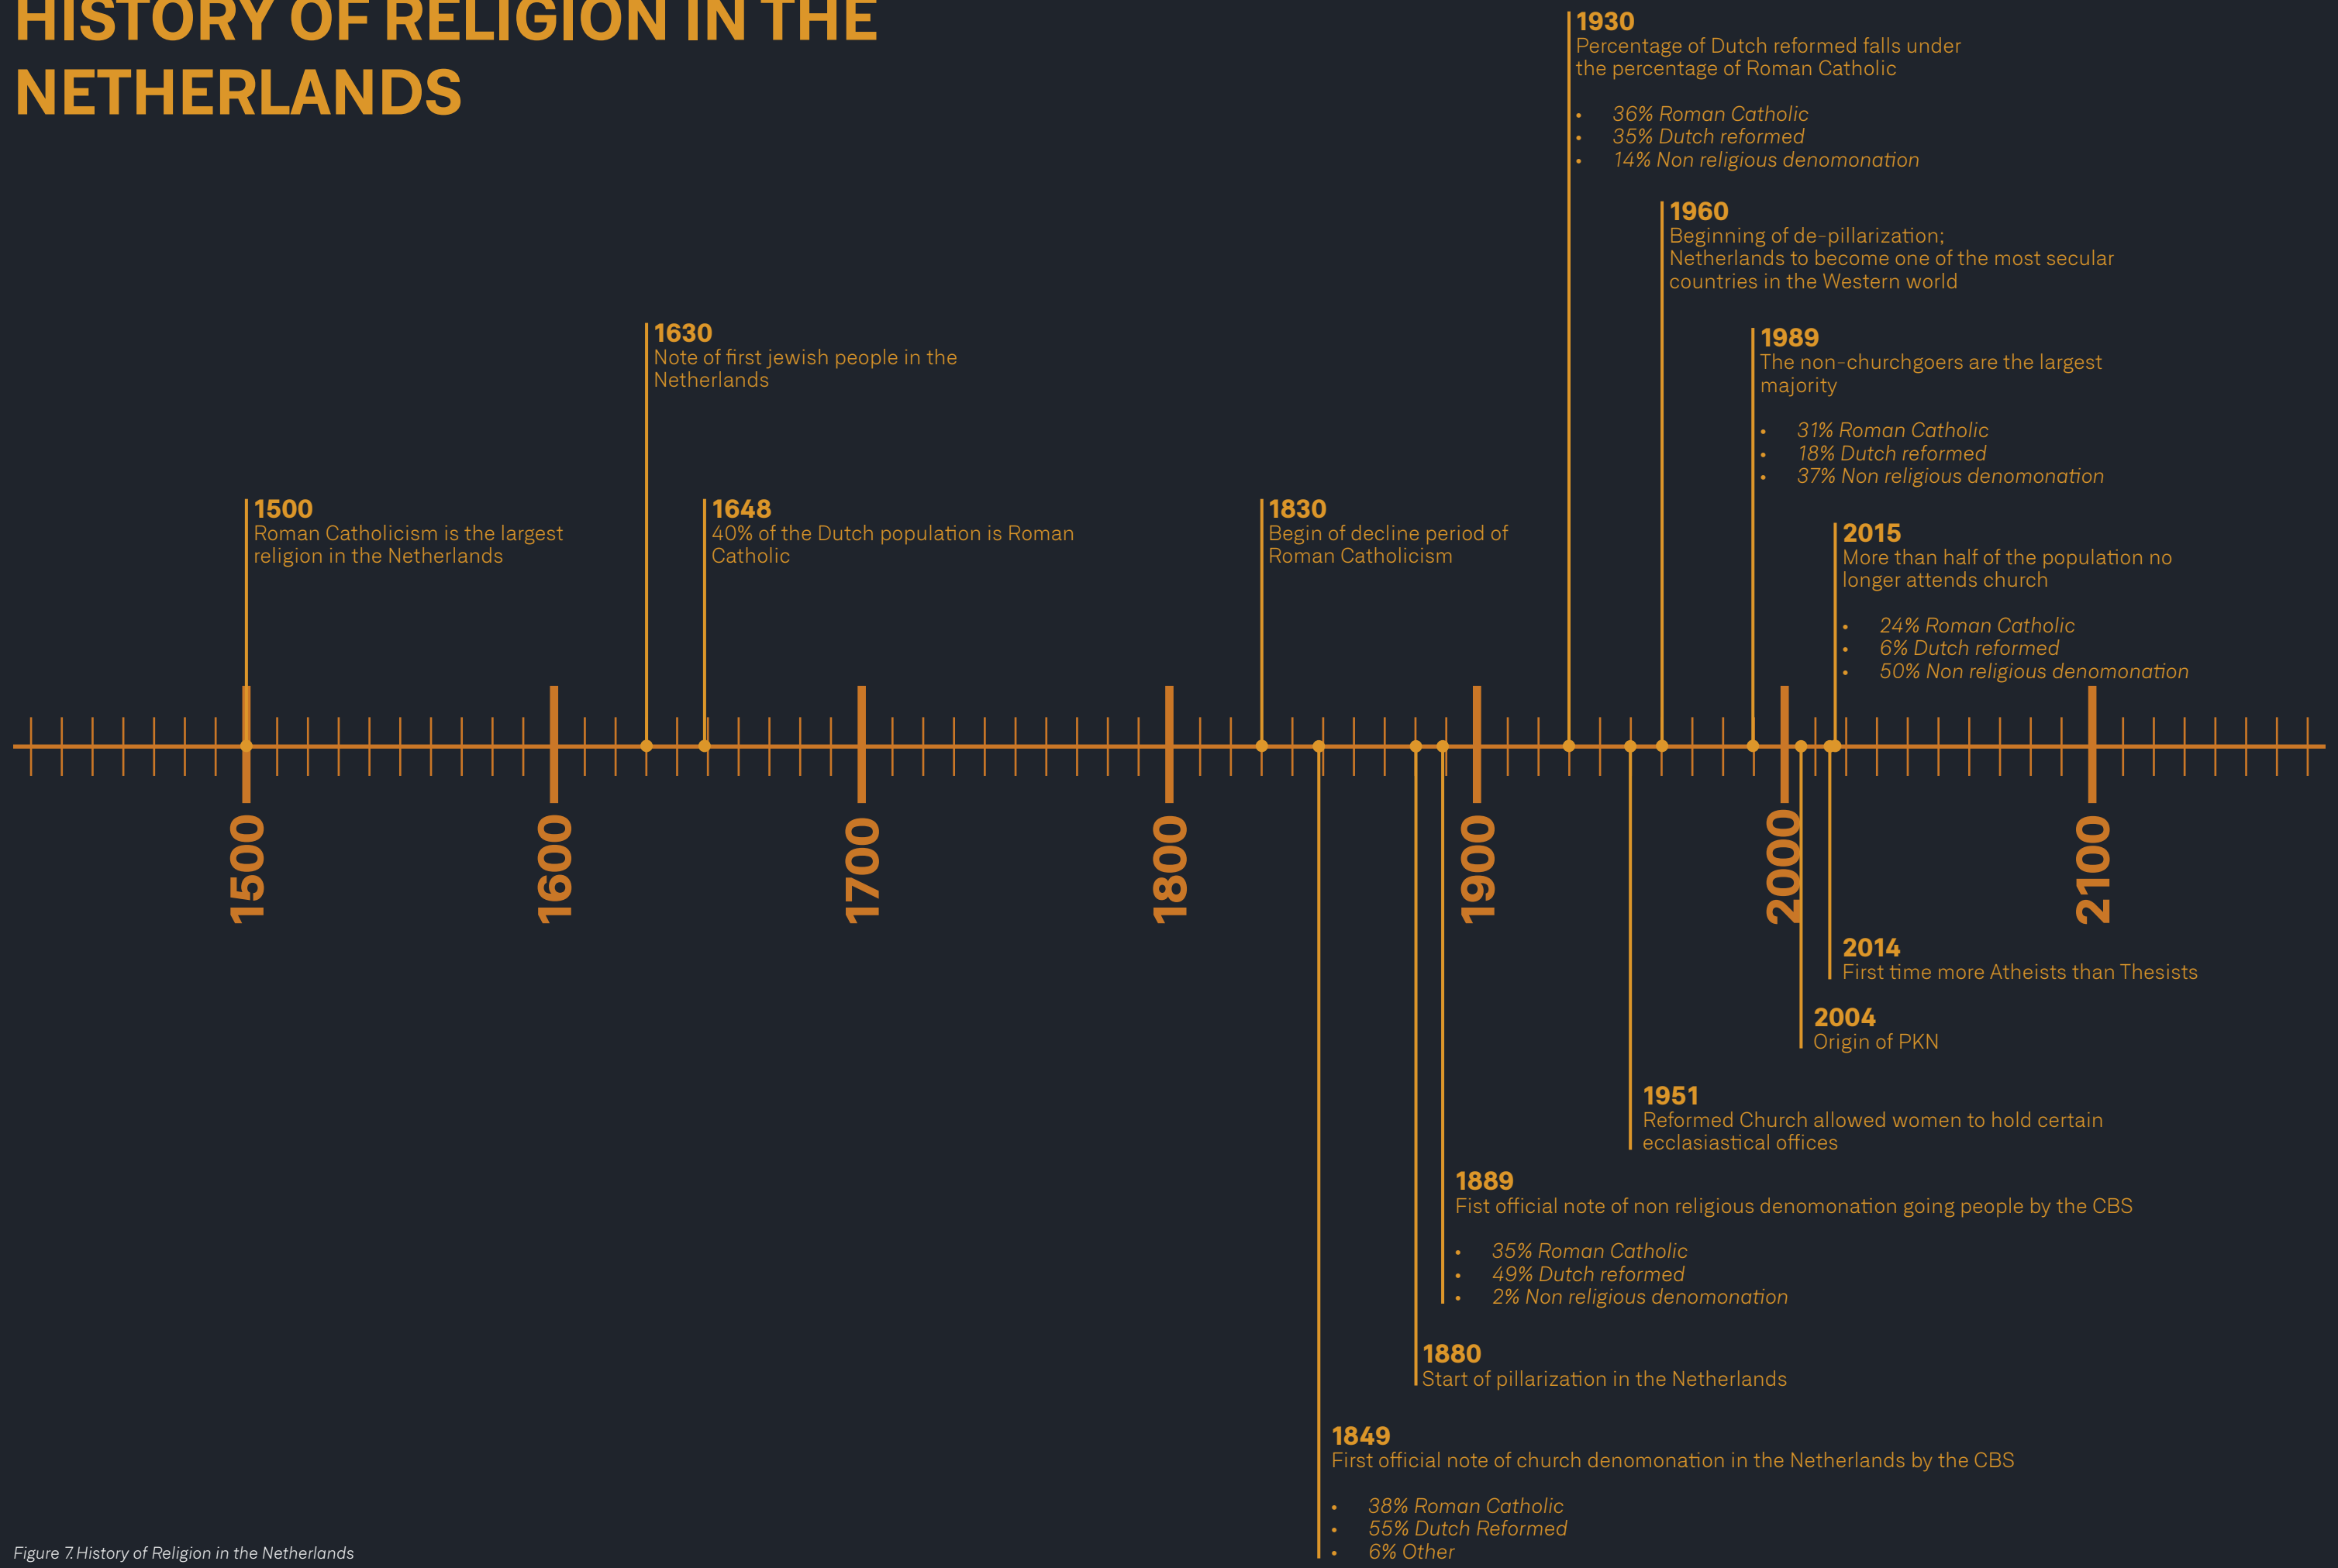 HISTORY OF RELIGION IN THE
NETHERLANDS
1500
Roman Catholicism is the largest
religion in the Netherlands
1630
Note of first jewish people in the
Netherlands
1648
40% of the Dutch population is Roman
Catholic
1830
Begin of decline period of
Roman Catholicism
1930
Percentage of Dutch reformed falls under
the percentage of Roman Catholic
• 36% Roman Catholic
• 35% Dutch reformed
• 14% Non religious denomonation
1960
Beginning of de-pillarization;
Netherlands to become one of the most secular
countries in the Western world
1989
The non-churchgoers are the largest
majority
• 31% Roman Catholic
• 18% Dutch reformed
• 37% Non religious denomonation
2015
More than half of the population no
longer attends church
• 24% Roman Catholic
• 6% Dutch reformed
• 50% Non religious denomonation
1500
1600
1700
1800
1900
2000
2100
2014
First time more Atheists than Thesists
2004
Origin of PKN
1951
Reformed Church allowed women to hold certain
ecclasiastical offices
1889
Fist official note of non religious denomonation going people by the CBS
• 35% Roman Catholic
• 49% Dutch reformed
• 2% Non religious denomonation
1880
Start of pillarization in the Netherlands
1849
First official note of church denomonation in the Netherlands by the CBS
• 38% Roman Catholic
• 55% Dutch Reformed
• 6% Other
Figure 7. History of Religion in the Netherlands